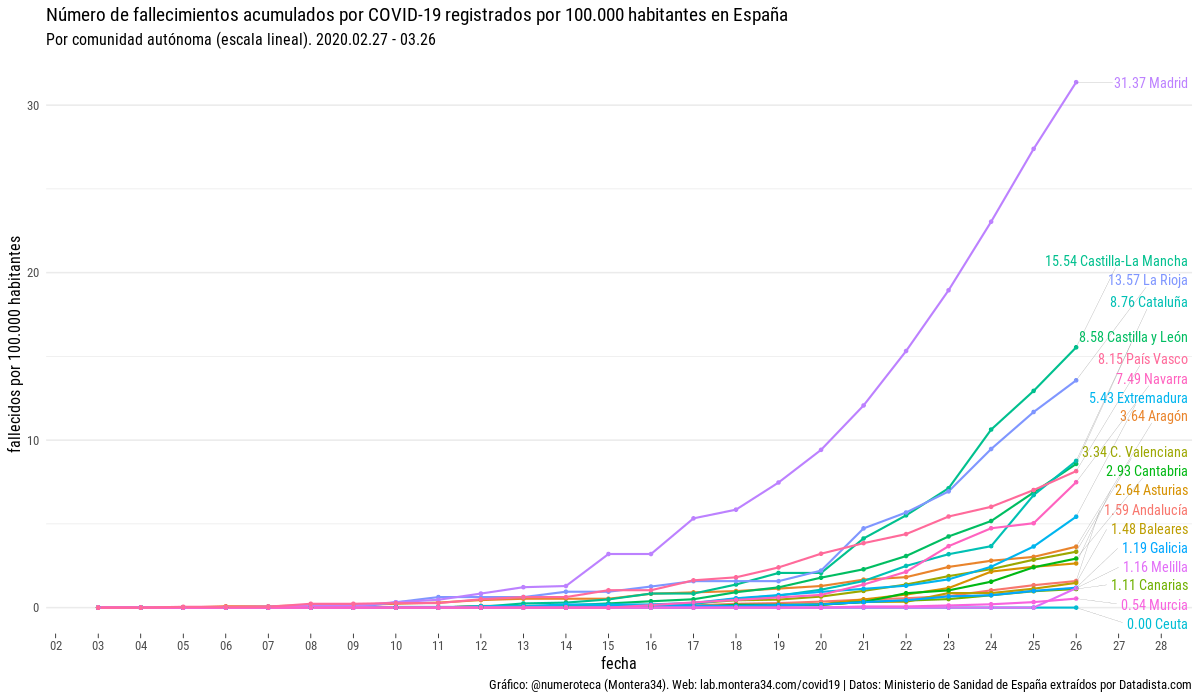 Número de fallecimientos acumulados por COVID-19 registrados por 100.000 habitantes en España
Por comunidad autónoma (escala lineal). 2020.02.27 - 03.26
fallecidos por 100.000 habitantes
30
20
10
0
31.37 Madrid
15.54 Castilla-La Mancha
13.57 La Rioja
8.76 Cataluña
8.58 Castilla y León
8.15 País Vasco
7.49 Navarra
5.43 Extremadura
3.64 Aragón
3.34 C. Valenciana
2.93 Cantabria
2.64 Asturias
1.59 Andalucía
1.48 Baleares
1.19 Galicia
1.16 Melilla
1.11 Canarias
0.54 Murcia
0.00 Ceuta
02 03 04 05 06 07 08 09 10 11 12 13 14 15 16 17 18 19 20 21 22 23 24 25 26 27 28
fecha
Gráfico: @numeroteca (Montera34). Web: lab.montera34.com/covid19 | Datos: Ministerio de Sanidad de España extraídos por Datadista.com